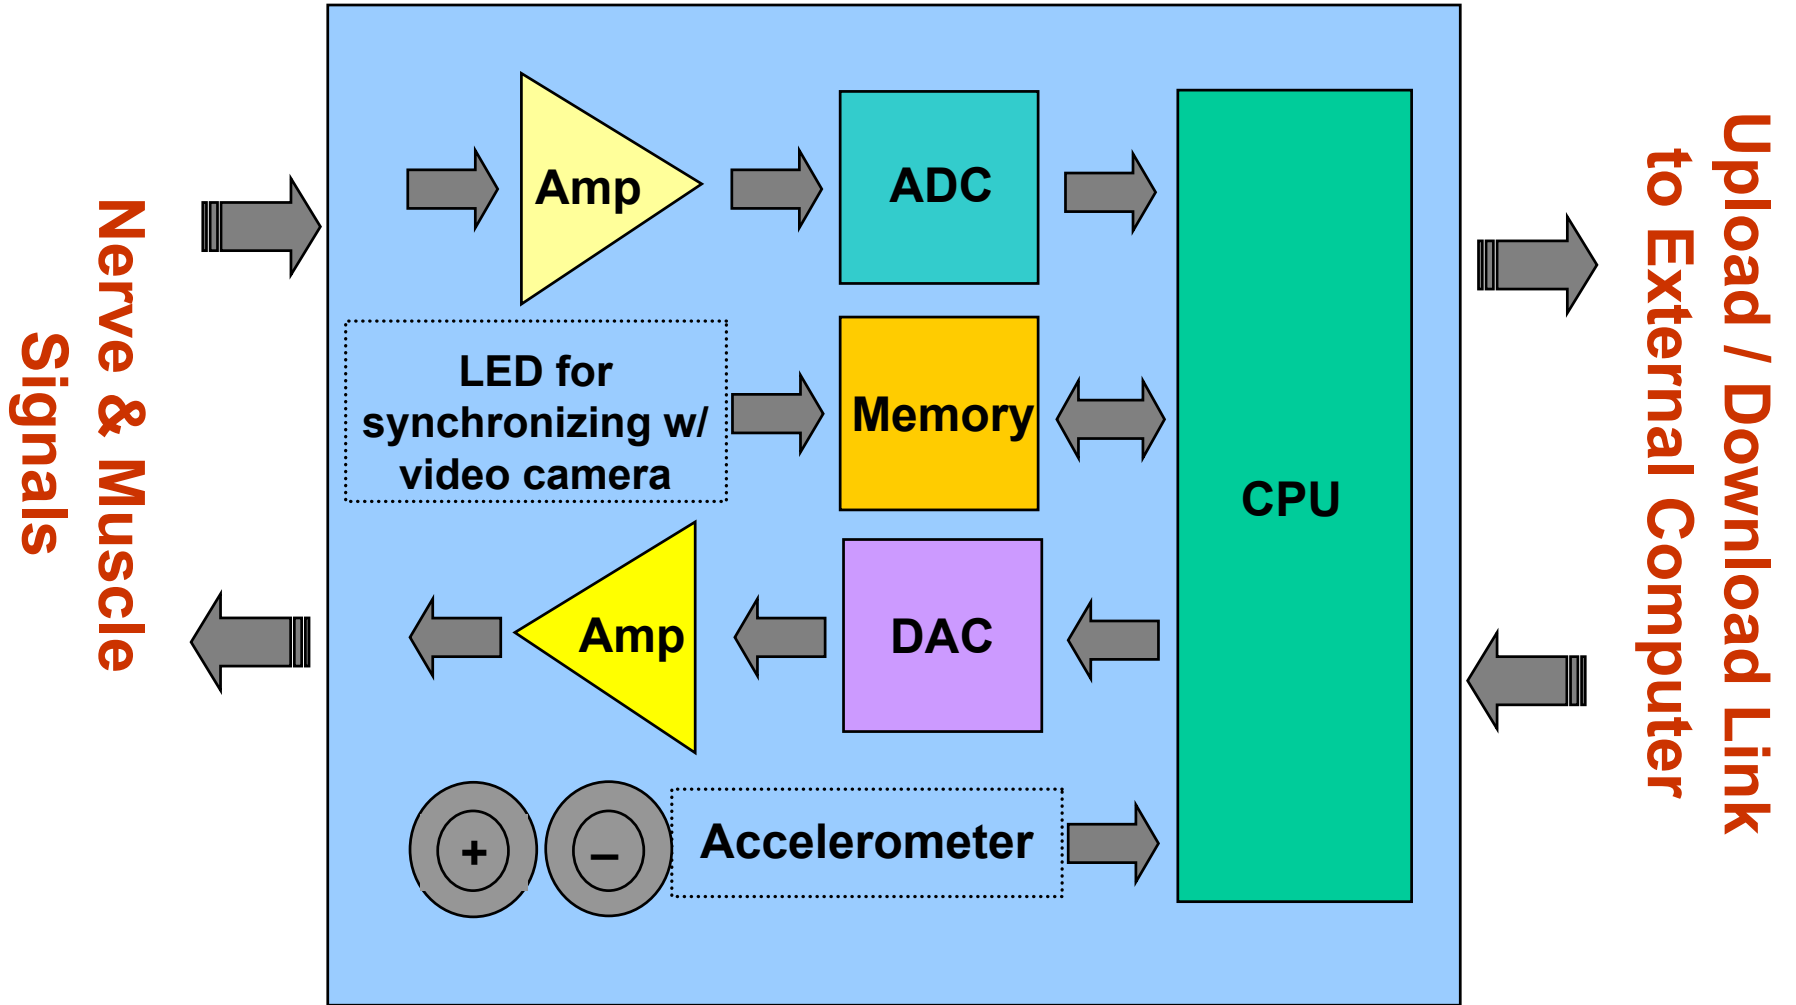 Nerve & Muscle
Signals
Amp
ADC
LED for
synchronizing w/
video camera
Memory
CPU
Amp
DAC
+
–
Accelerometer
Upload / Download Link
to External Computer